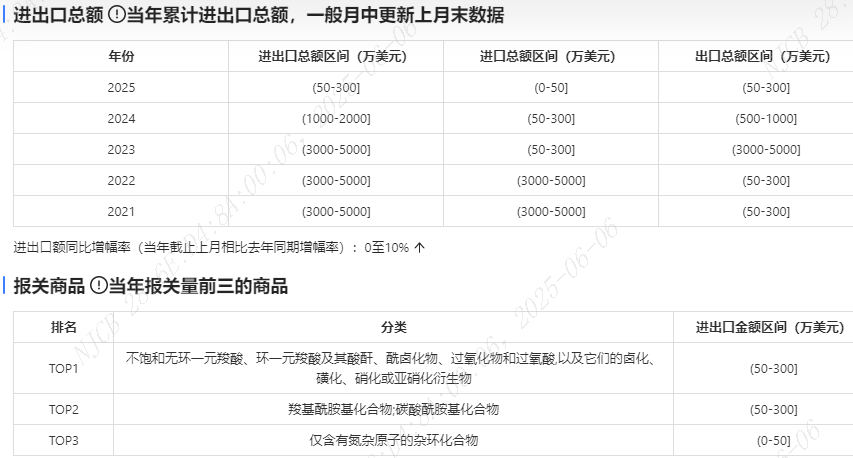 进出口总额 ①当年累计进出口总额，一般月中更新上月末数据
年份 进出口总额区间（万美元） 进口总额区间（万美元） 出口总额区间（万美元）
2025 (50-300] (0-50] (50-300]
2024 (1000-2000] (50-300] (500-1000]
2023 (3000-5000] (50-300] (3000-5000]
2022 (3000-5000] (3000-5000] (50-300]
2021 (3000-5000] (3000-5000] (50-300]
进出口额同比增幅率（当年截止上月相比去年同期增幅率）：0至10% ↑
报关商品 ①当年报关量前三的商品
排名 分类 进出口金额区间（万美元）
TOP1 不饱和无环一元羧酸、环一元羧酸及其酸酐、酰卤化物、过氧化物和过氧酸,以及它们的卤化、 (50-300]
磺化、硝化或亚硝化衍生物
TOP2 羧基酰胺基化合物;碳酸酰胺基化合物 (50-300]
TOP3 仅含有氮杂原子的杂环化合物 (0-50]